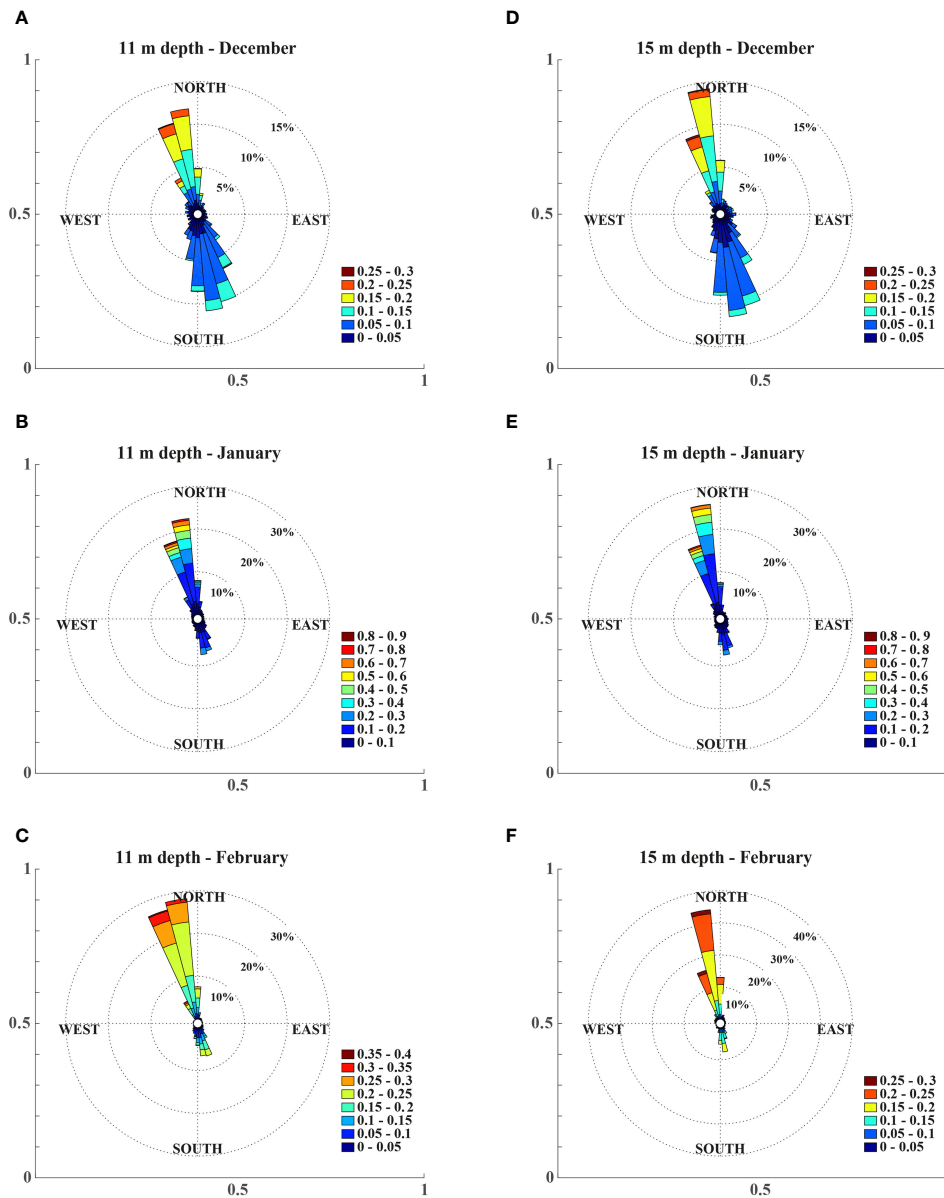 A
11 m depth - December
1
0.5
0
0.5
1
NORTH
SOUTH
WEST
EAST
15%
10%
5%
0.25 - 0.3
0.2 - 0.25
0.15 - 0.2
0.1 - 0.15
0.05 - 0.1
0 - 0.05
D
15 m depth - December
1
0.5
0
0.5
NORTH
SOUTH
WEST
EAST
15%
10%
5%
0.25 - 0.3
0.2 - 0.25
0.15 - 0.2
0.1 - 0.15
0.05 - 0.1
0 - 0.05
B
11 m depth - January
1
0.5
0
0.5
1
NORTH
SOUTH
WEST
EAST
30%
20%
10%
0.8 - 0.9
0.7 - 0.8
0.6 - 0.7
0.5 - 0.6
0.4 - 0.5
0.3 - 0.4
0.2 - 0.3
0.1 - 0.2
0 - 0.1
E
15 m depth - January
1
0.5
0
0.5
NORTH
SOUTH
WEST
EAST
30%
20%
10%
0.8 - 0.9
0.7 - 0.8
0.6 - 0.7
0.5 - 0.6
0.4 - 0.5
0.3 - 0.4
0.2 - 0.3
0.1 - 0.2
0 - 0.1
C
11 m depth - February
1
0.5
0
0.5
1
NORTH
SOUTH
WEST
EAST
30%
20%
10%
0.35 - 0.4
0.3 - 0.35
0.25 - 0.3
0.2 - 0.25
0.15 - 0.2
0.1 - 0.15
0.05 - 0.1
0 - 0.05
F
15 m depth - February
1
0.5
0
0.5
NORTH
SOUTH
WEST
EAST
40%
30%
20%
10%
0.25 - 0.3
0.2 - 0.25
0.15 - 0.2
0.1 - 0.15
0.05 - 0.1
0 - 0.05